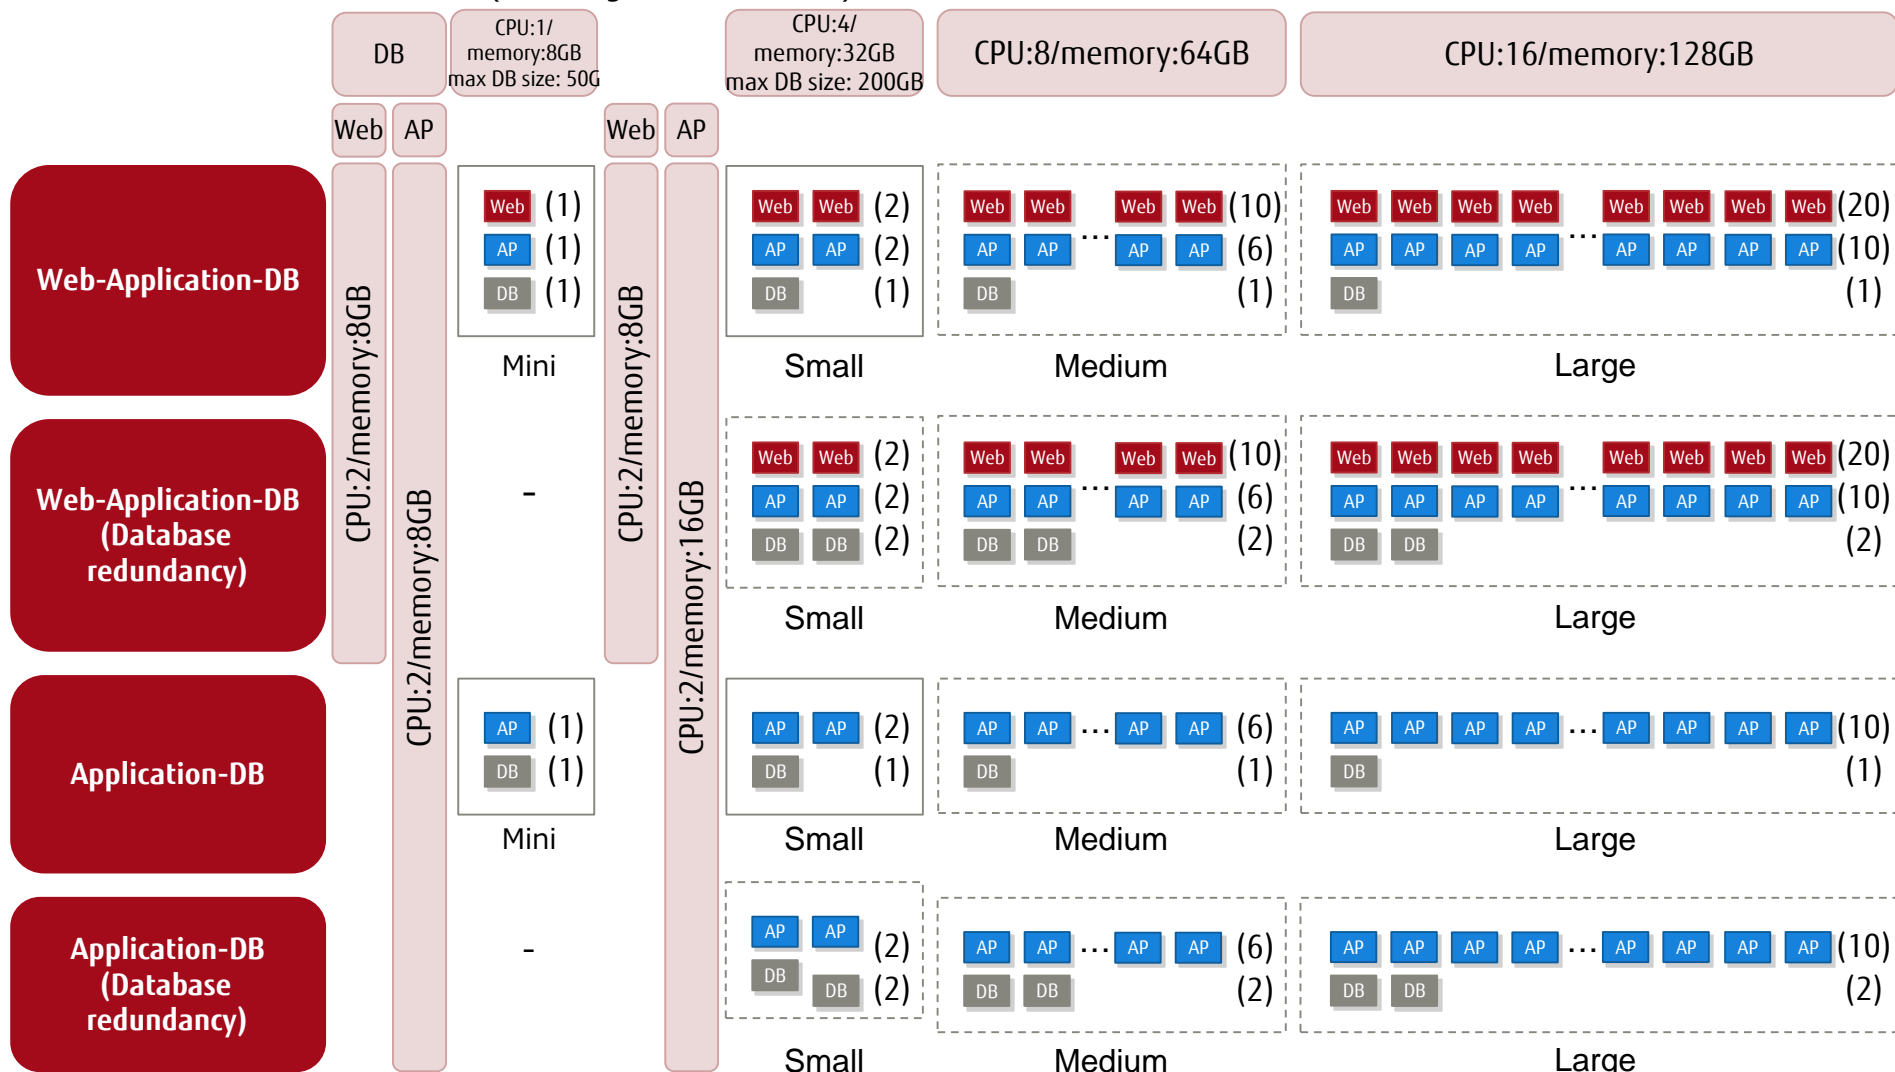 DB
CPU:1/
memory:8GB
max DB size: 50G
CPU:4/
memory:32GB
max DB size: 200GB
CPU:8/memory:64GB
CPU:16/memory:128GB
Web AP
Web AP
CPU:2/memory:8GB
CPU:2/memory:8GB
CPU:2/memory:8GB
CPU:2/memory:16GB
Web-Application-DB
Web (1)
AP (1)
DB (1)
Mini
Web Web (2)
AP AP (2)
DB (1)
Small
Web Web Web Web (10)
AP AP ... AP AP (6)
DB (1)
Medium
Web Web Web Web Web Web Web Web (20)
AP AP AP AP ... AP AP AP AP (10)
DB (1)
Large
Web-Application-DB
(Database
redundancy)
-
Web Web (2)
AP AP (2)
DB DB (2)
Small
Web Web Web Web (10)
AP AP ... AP AP (6)
DB DB (2)
Medium
Web Web Web Web Web Web Web Web (20)
AP AP AP AP ... AP AP AP AP (10)
DB DB (2)
Large
Application-DB
AP (1)
DB (1)
Mini
AP AP (2)
DB (1)
Small
AP AP ... AP AP (6)
DB (1)
Medium
AP AP AP AP ... AP AP AP AP (10)
DB (1)
Large
Application-DB
(Database
redundancy)
-
AP AP (2)
DB DB (2)
Small
AP AP ... AP AP (6)
DB DB (2)
Medium
AP AP AP AP ... AP AP AP AP (10)
DB DB (2)
Large